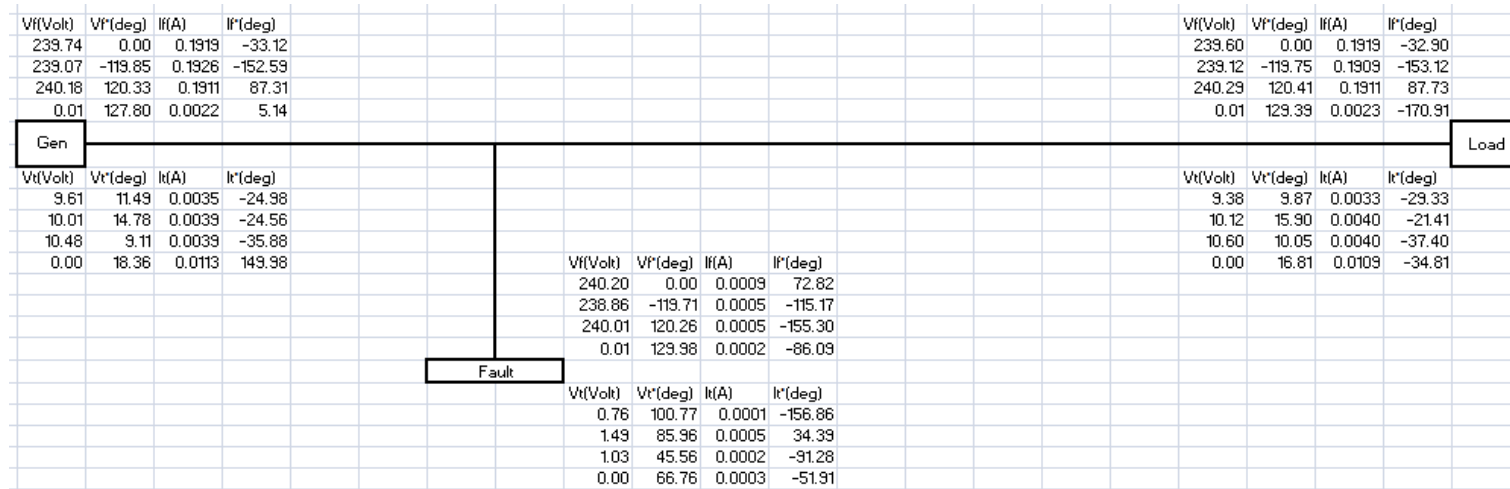 Vf(Volt) Vf°(deg) If(A) If°(deg)
239.74 0.00 0.1919 -33.12
239.07 -119.85 0.1926 -152.59
240.18 120.33 0.1911 87.31
0.01 127.80 0.0022 5.14
Vf(Volt) Vf°(deg) If(A) If°(deg)
239.60 0.00 0.1919 -32.90
239.12 -119.75 0.1909 -153.12
240.29 120.41 0.1911 87.73
0.01 129.39 0.0023 -170.91
Gen
Load
Vt(Volt) Vt°(deg) It(A) It°(deg)
9.61 11.49 0.0035 -24.98
10.01 14.78 0.0039 -24.56
10.48 9.11 0.0039 -35.88
0.00 18.36 0.0113 149.98
Vt(Volt) Vt°(deg) It(A) It°(deg)
9.38 9.87 0.0033 -29.33
10.12 15.90 0.0040 -21.41
10.60 10.05 0.0040 -37.40
0.00 16.81 0.0109 -34.81
Vf(Volt) Vf°(deg) If(A) If°(deg)
240.20 0.00 0.0009 72.82
238.86 -119.71 0.0005 -115.17
240.01 120.26 0.0005 -155.30
0.01 129.98 0.0002 -86.09
Fault
Vt(Volt) Vt°(deg) It(A) It°(deg)
0.76 100.77 0.0001 -156.86
1.49 85.96 0.0005 34.39
1.03 45.56 0.0002 -91.28
0.00 66.76 0.0003 -51.91